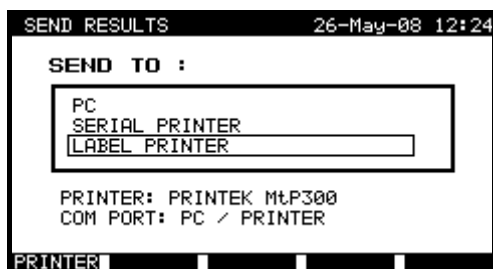 SEND RESULTS 26-May-08 12:24
SEND TO :
PC
SERIAL PRINTER
LABEL PRINTER
PRINTER: PRINTEK MtP300
COM PORT: PC / PRINTER
PRINTER